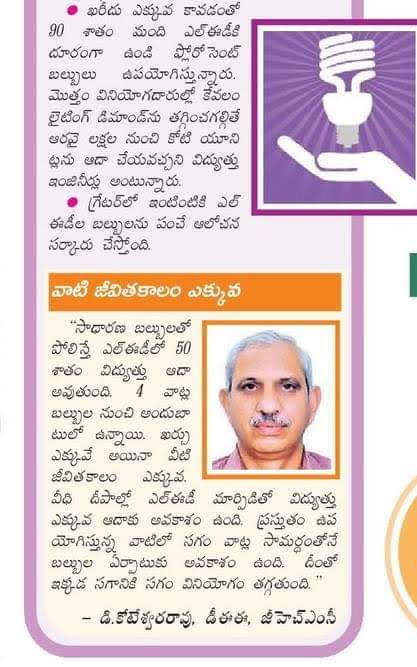 ● ఖరీదు ఎక్కువ కావడంతో
90 శాతం మంది ఎల్ఈడీకి
దూరంగా ఉండి ఫ్లోరోసెంట్
బల్బులు ఉపయోగిస్తున్నారు.
మొత్తం వినియోగదారుల్లో కేవలం
లైటింగ్ డిమాండ్‌ను తగ్గించగల్గితే
ఆరవై లక్షల నుంచి కోటి యూని
ట్లను ఆదా చేయవచ్చని విద్యుత్తు
ఇంజినీర్లు అంటున్నారు.
● గ్రేటర్‌లో ఇంటింటికి ఎల్
ఈడీల బల్బులను పంచే ఆలోచన
సర్కారు చేస్తోంది.
వాటి జీవితకాలం ఎక్కువ
“సాధారణ బల్బులతో
పోలిస్తే ఎల్ఈడీలో 50
శాతం విద్యుత్తు ఆదా
అవుతుంది. 4 వాట్ల
బల్బుల నుంచి అందుబా
టులో ఉన్నాయి. ఖర్చు
ఎక్కువే అయినా వీటి
జీవితకాలం ఎక్కువ.
వీధి దీపాల్లో ఎల్ఈడీ మార్పిడితో విద్యుత్తు
ఎక్కువ ఆదాకు అవకాశం ఉంది. ప్రస్తుతం ఉప
యోగిస్తున్న వాటిలో సగం వాట్ల సామర్థంతోనే
బల్బుల ఏర్పాటుకు అవకాశం ఉంది. దీంతో
ఇక్కడ సగానికి సగం వినియోగం తగ్గుతుంది.”
– డి.కోటేశ్వరరావు, డీఈఈ, జీహెచ్ఎంసీ